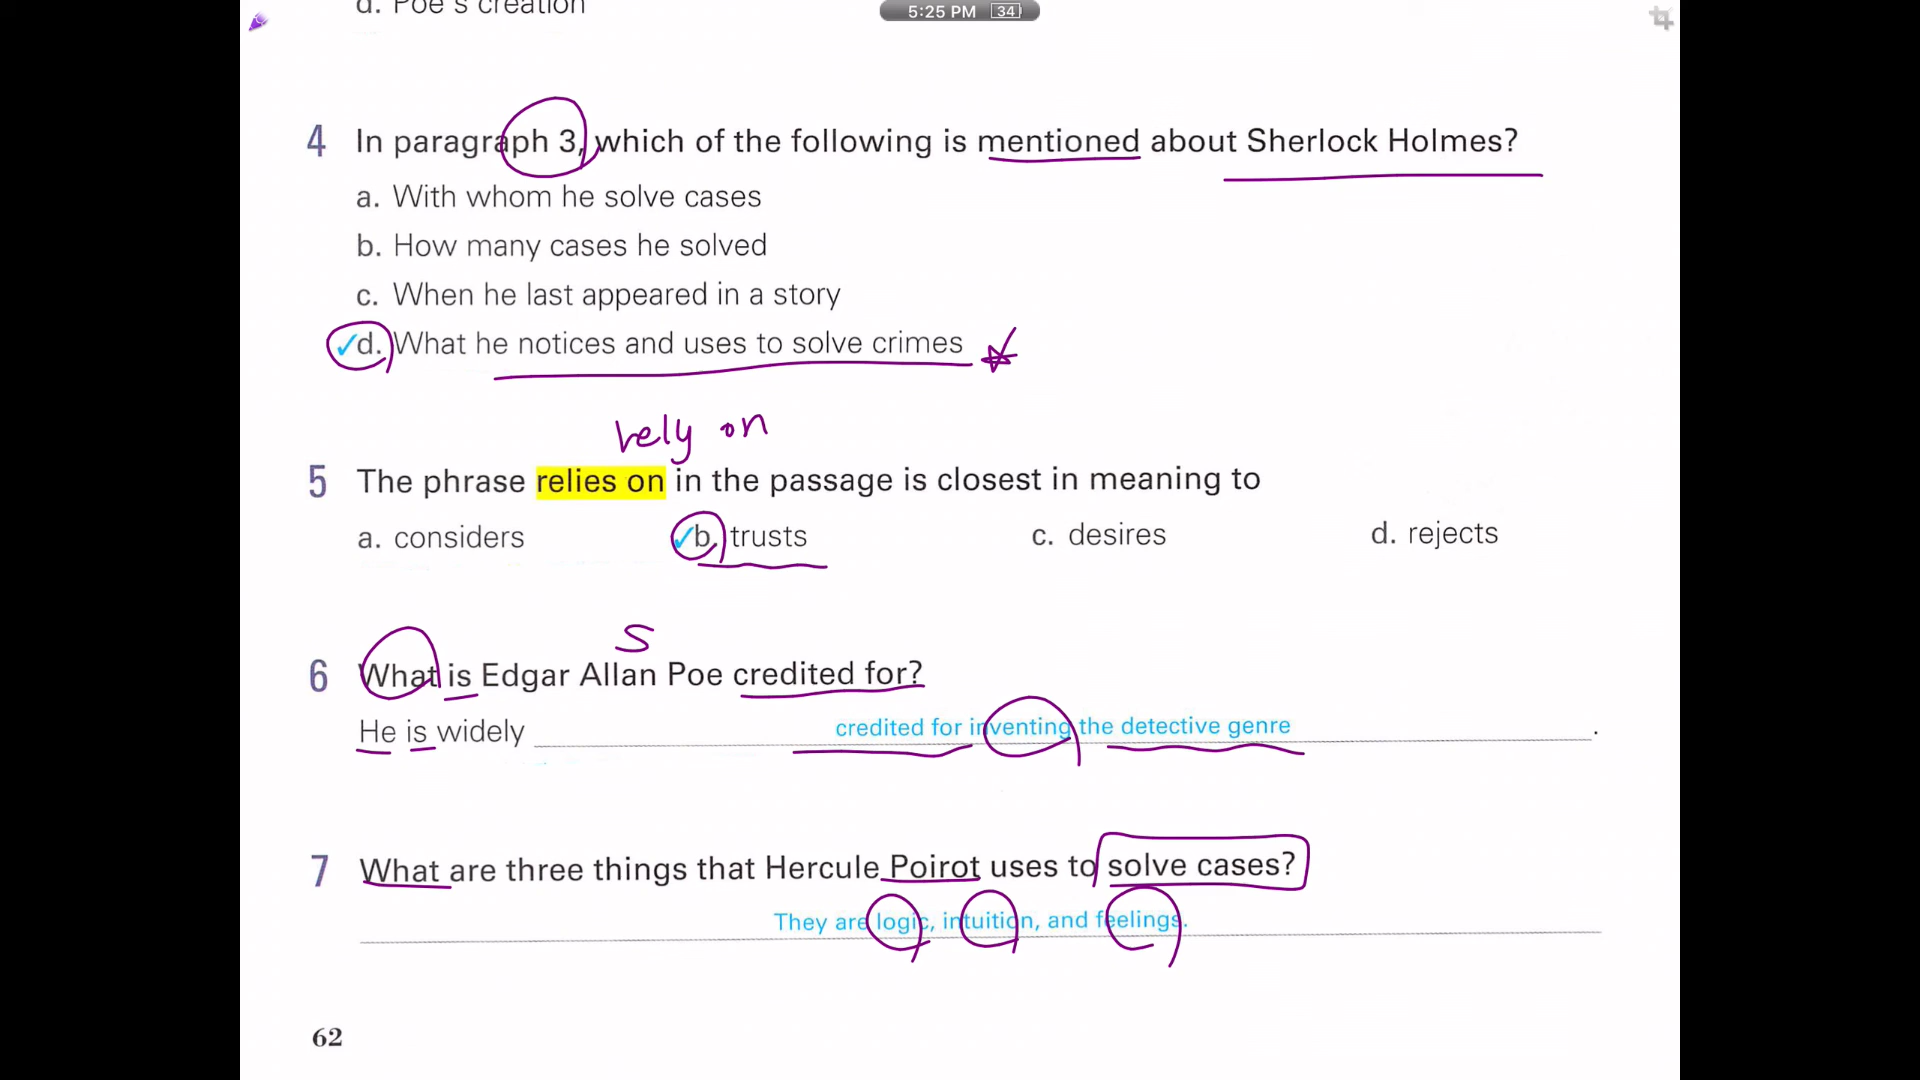 d. Poe's creation
5:25 PM 34
4 In paragraph 3, which of the following is mentioned about Sherlock Holmes?
a. With whom he solve cases
b. How many cases he solved
c. When he last appeared in a story
✓d. What he notices and uses to solve crimes
rely on
5 The phrase relies on in the passage is closest in meaning to
a. considers ✓b. trusts c. desires d. rejects
S
6 What is Edgar Allan Poe credited for?
He is widely credited for inventing the detective genre.
7 What are three things that Hercule Poirot uses to solve cases?
They are logic, intuition, and feelings.
62